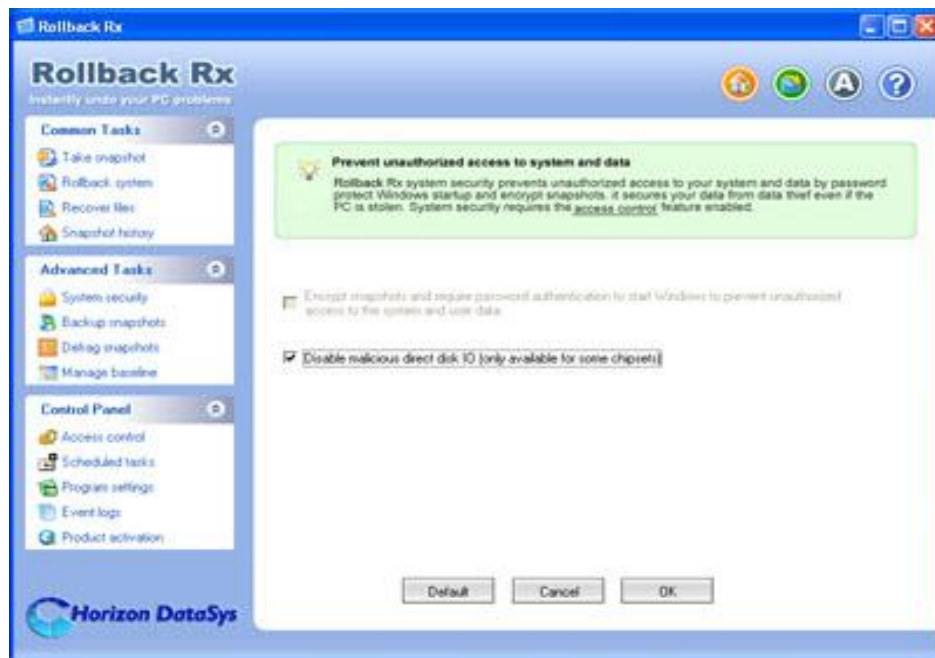 Rollback Rx
Rollback Rx
Instantly undo your PC problems
A
?
Common Tasks
Take snapshot
Rollback system
Recover files
Snapshot history
Advanced Tasks
System security
Backup snapshots
Defrag snapshots
Manage baseline
Control Panel
Access control
Scheduled tasks
Program settings
Event logs
Product activation
Horizon DataSys
Prevent unauthorized access to system and data
Rollback Rx system security prevents unauthorized access to your system and data by password
protect Windows startup and encrypt snapshots. it secures your data from data thief even if the
PC is stolen. System security requires the access control feature enabled.
Encrypt snapshots and require password authentication to start Windows to prevent unauthorized
access to the system and user data.
Disable malicious direct disk IO (only available for some chipsets)
Default
Cancel
OK